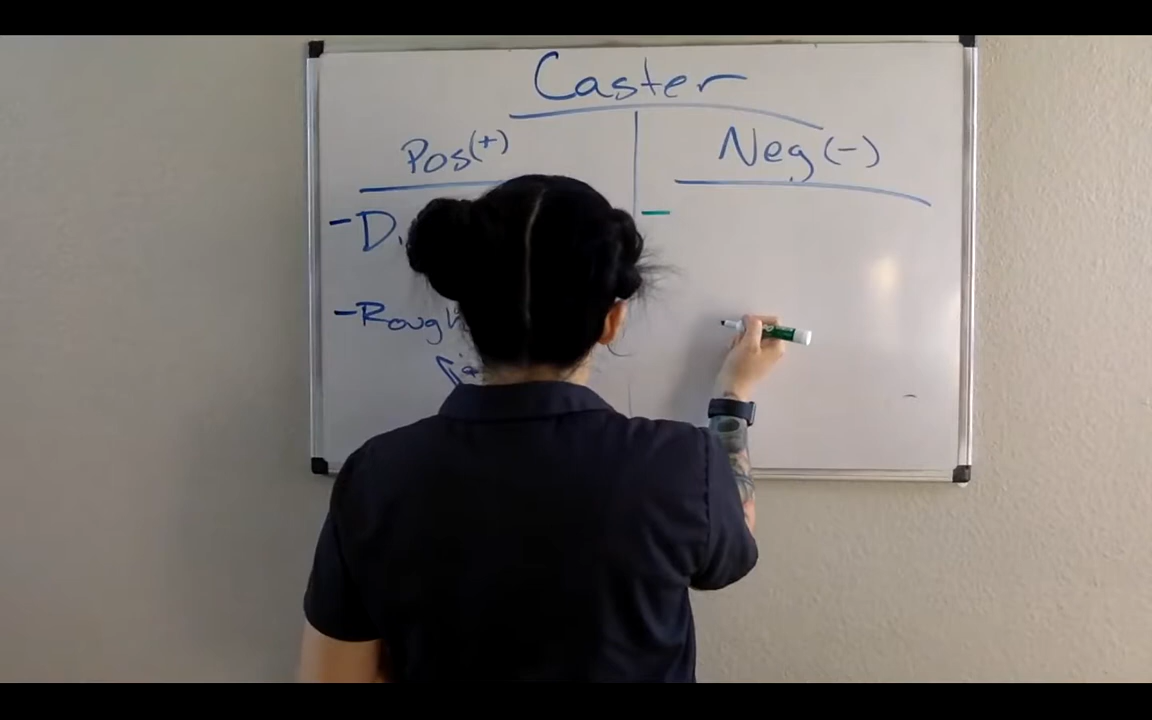 Caster
Pos(+)
Neg (-)
- D
- Rough
-